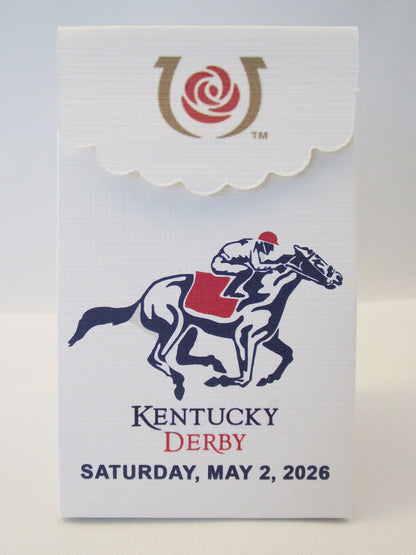 TM
KENTUCKY
DERBY
SATURDAY, MAY 2, 2026